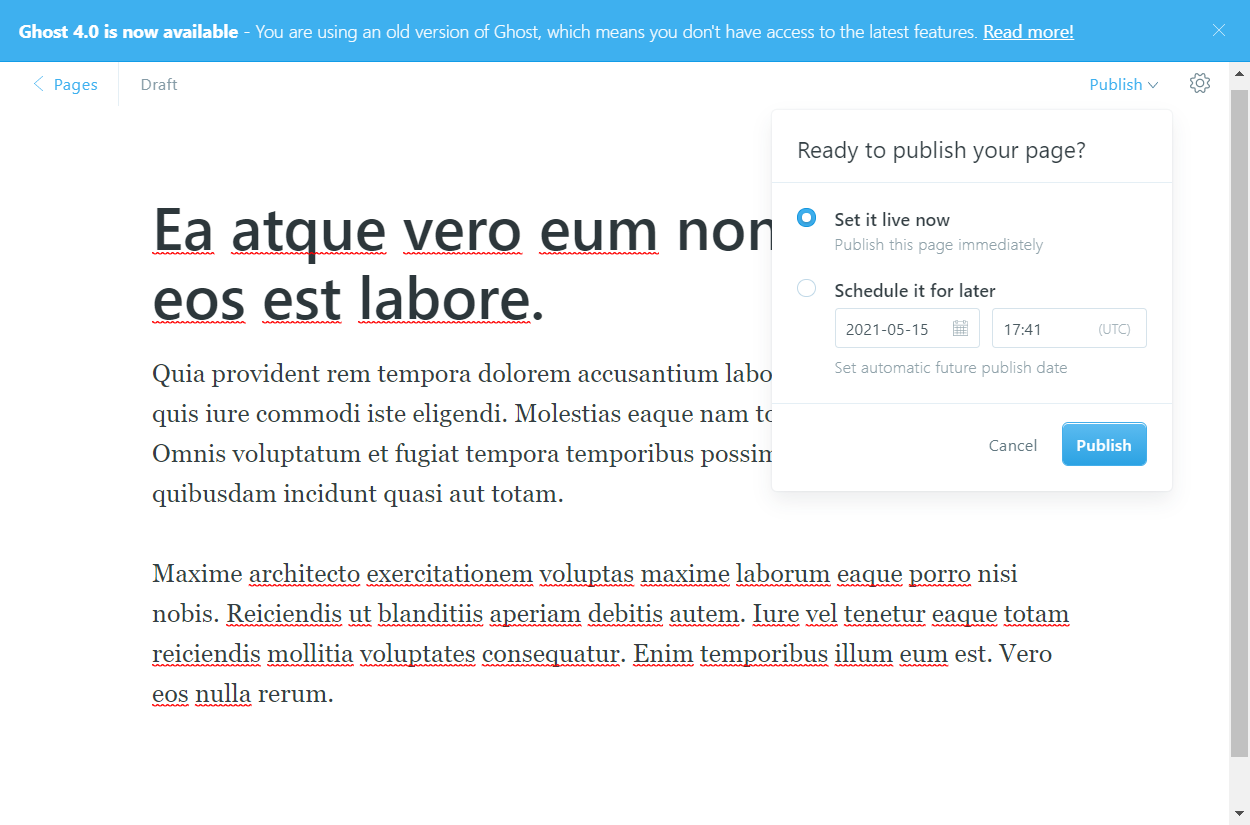 Ghost 4.0 is now available - You are using an old version of Ghost, which means you don't have access to the latest features. Read more!
Pages
Draft
Publish
Ready to publish your page?
Set it live now
Publish this page immediately
Schedule it for later
2021-05-15
17:41 (UTC)
Set automatic future publish date
Cancel
Publish
Ea atque vero eum non
eos est labore.
Quia provident rem tempora dolorem accusantium
quis iure commodi iste eligendi. Molestias eaque nam
Omnis voluptatum et fugiat tempora temporibus
quibusdam incidunt quasi aut totam.
Maxime architecto exercitationem voluptas maxime laborum eaque porro nisi
nobis. Reiciendis ut blanditiis aperiam debitis autem. Iure vel tenetur eaque totam
reiciendis mollitia voluptates consequatur. Enim temporibus illum eum est. Vero
eos nulla rerum.